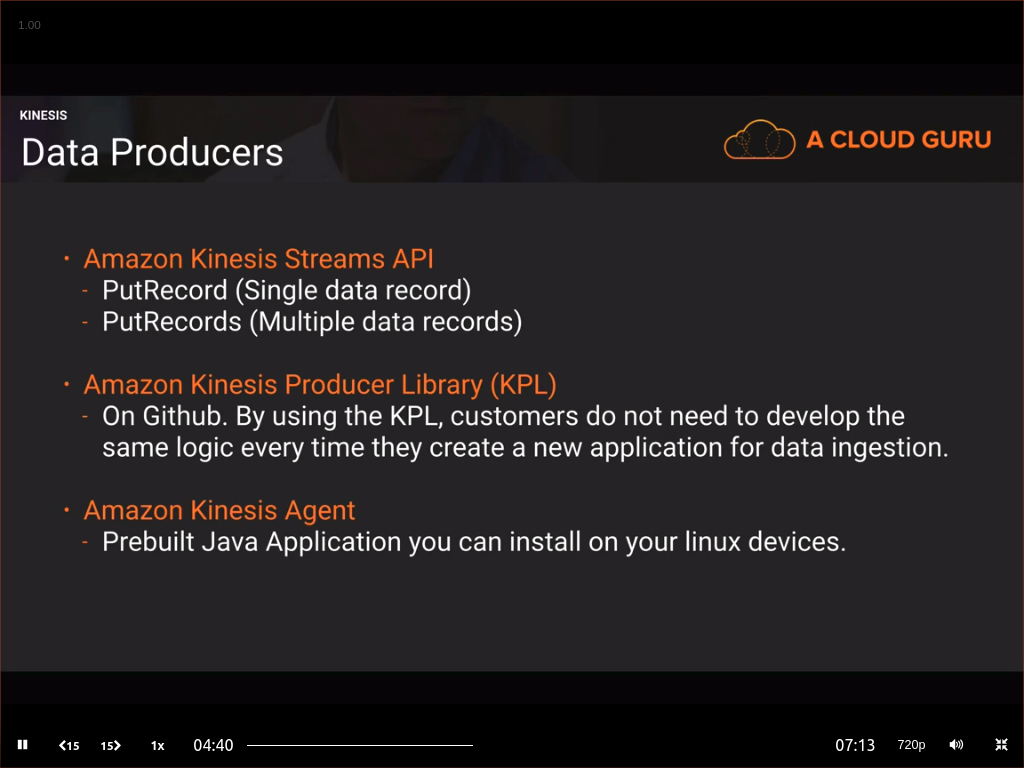 1.00
KINESIS
Data Producers
A CLOUD GURU
• Amazon Kinesis Streams API
- PutRecord (Single data record)
- PutRecords (Multiple data records)
• Amazon Kinesis Producer Library (KPL)
- On Github. By using the KPL, customers do not need to develop the
same logic every time they create a new application for data ingestion.
• Amazon Kinesis Agent
- Prebuilt Java Application you can install on your linux devices.
15 15 1x 04:40 07:13 720p